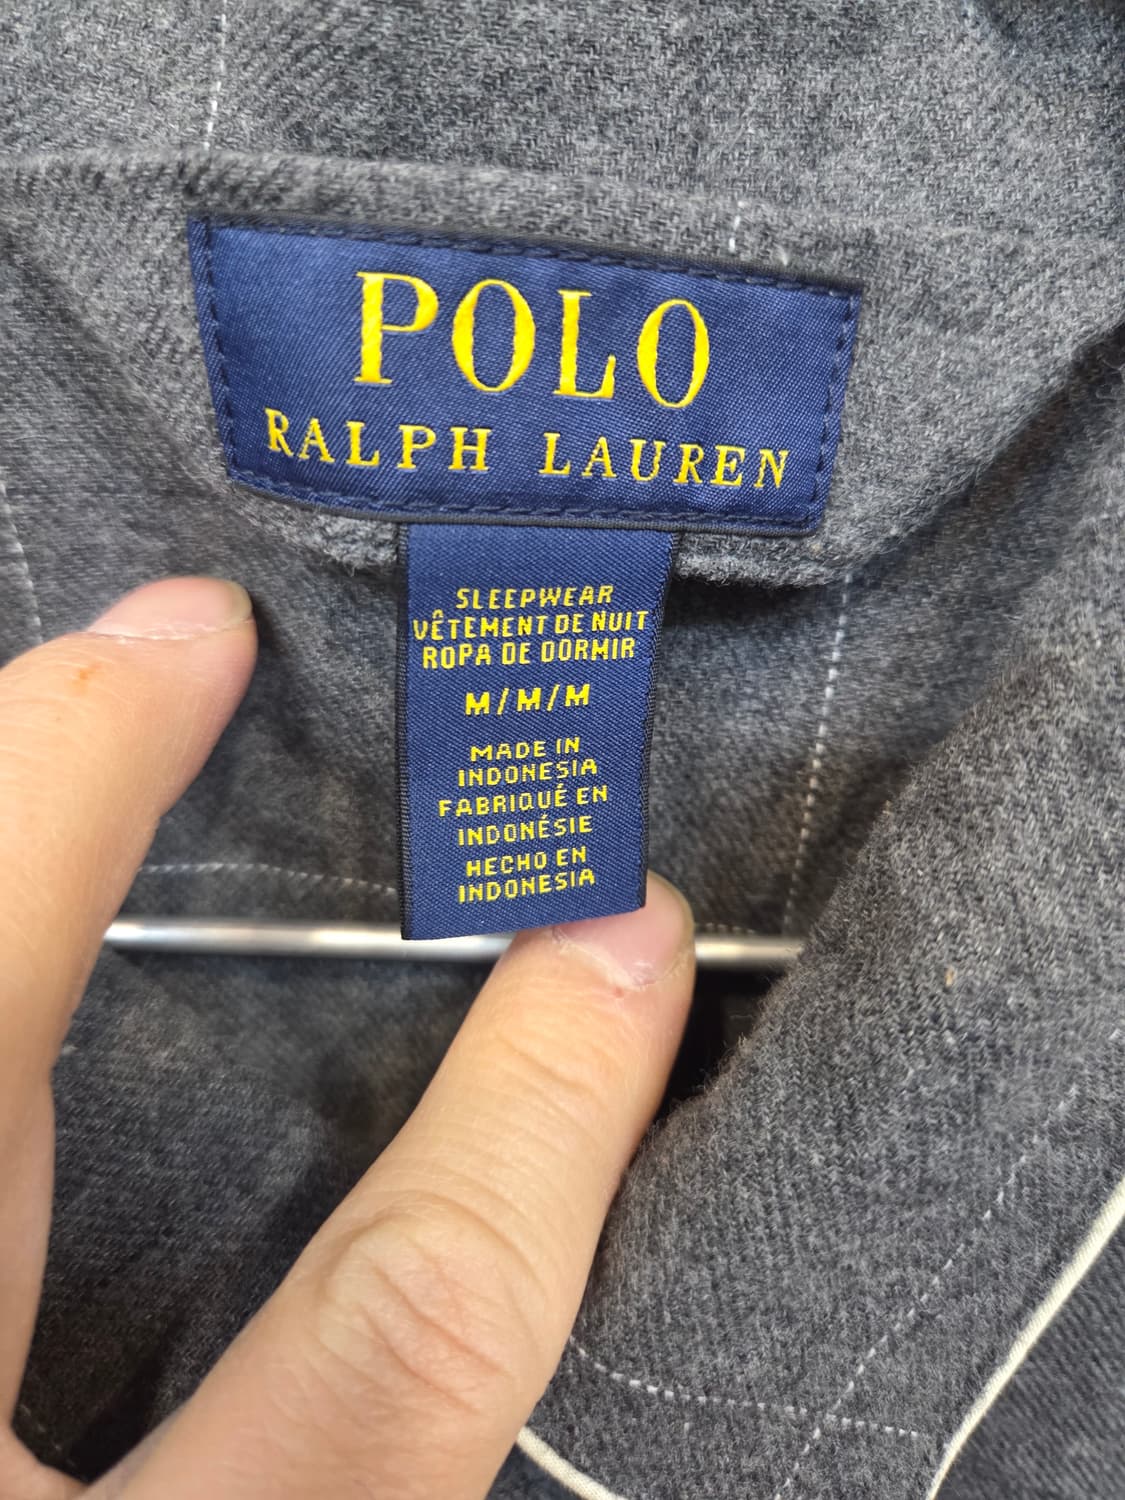 POLO
RALPH LAUREN
SLEEPWEAR
VÊTEMENT DE NUIT
ROPA DE DORMIR
M/M/M
MADE IN
INDONESIA
FABRIQUÉ EN
INDONÉSIE
HECHO EN
INDONESIA